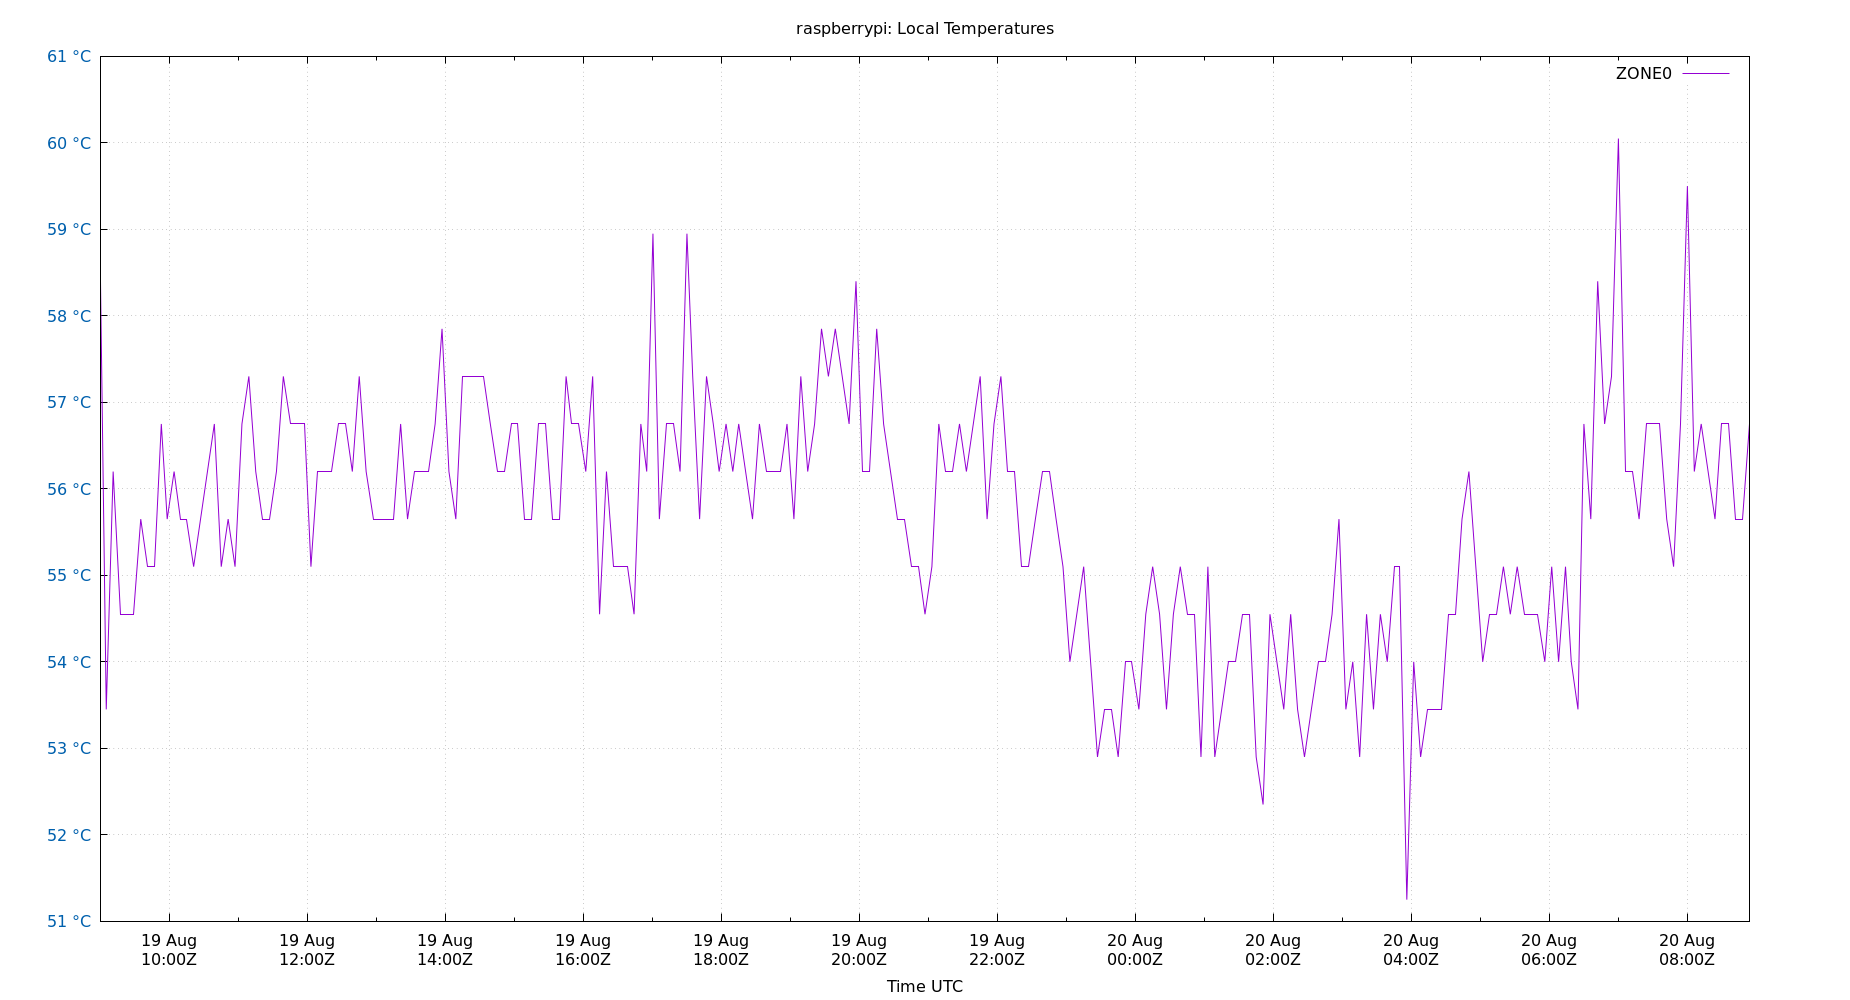 raspberrypi: Local Temperatures
61 °C
60 °C
59 °C
58 °C
57 °C
56 °C
55 °C
54 °C
53 °C
52 °C
51 °C
ZONE0
19 Aug
10:00Z
19 Aug
12:00Z
19 Aug
14:00Z
19 Aug
16:00Z
19 Aug
18:00Z
19 Aug
20:00Z
19 Aug
22:00Z
20 Aug
00:00Z
20 Aug
02:00Z
20 Aug
04:00Z
20 Aug
06:00Z
20 Aug
08:00Z
Time UTC